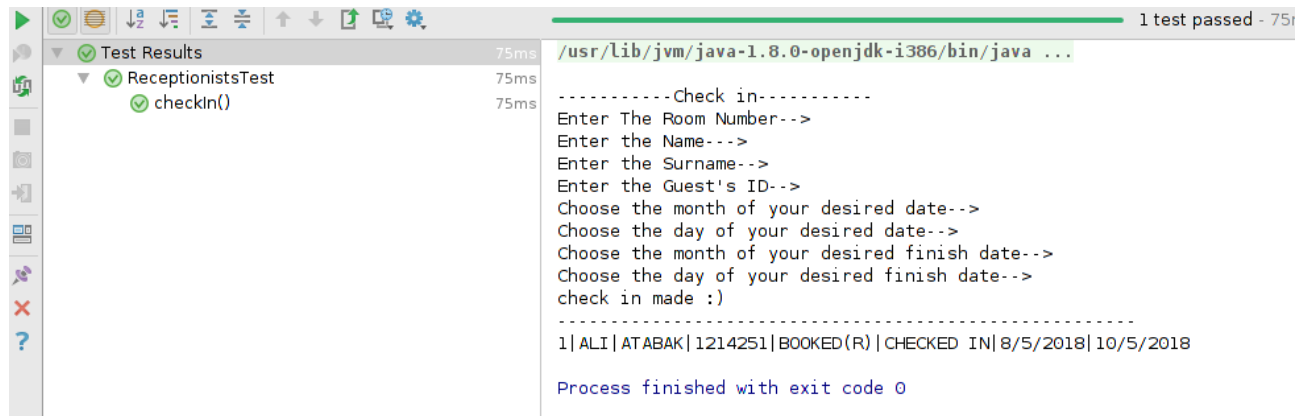 1 test passed - 75m
Test Results 75ms
ReceptionistsTest 75ms
checkIn() 75ms
/usr/lib/jvm/java-1.8.0-openjdk-i386/bin/java ...
-----------Check in-----------
Enter The Room Number-->
Enter the Name--->
Enter the Surname-->
Enter the Guest's ID-->
Choose the month of your desired date-->
Choose the day of your desired date-->
Choose the month of your desired finish date-->
Choose the day of your desired finish date-->
check in made :)
-------------------------------------------------------
1|ALI|ATABAK|1214251|BOOKED(R)|CHECKED IN|8/5/2018|10/5/2018
Process finished with exit code 0